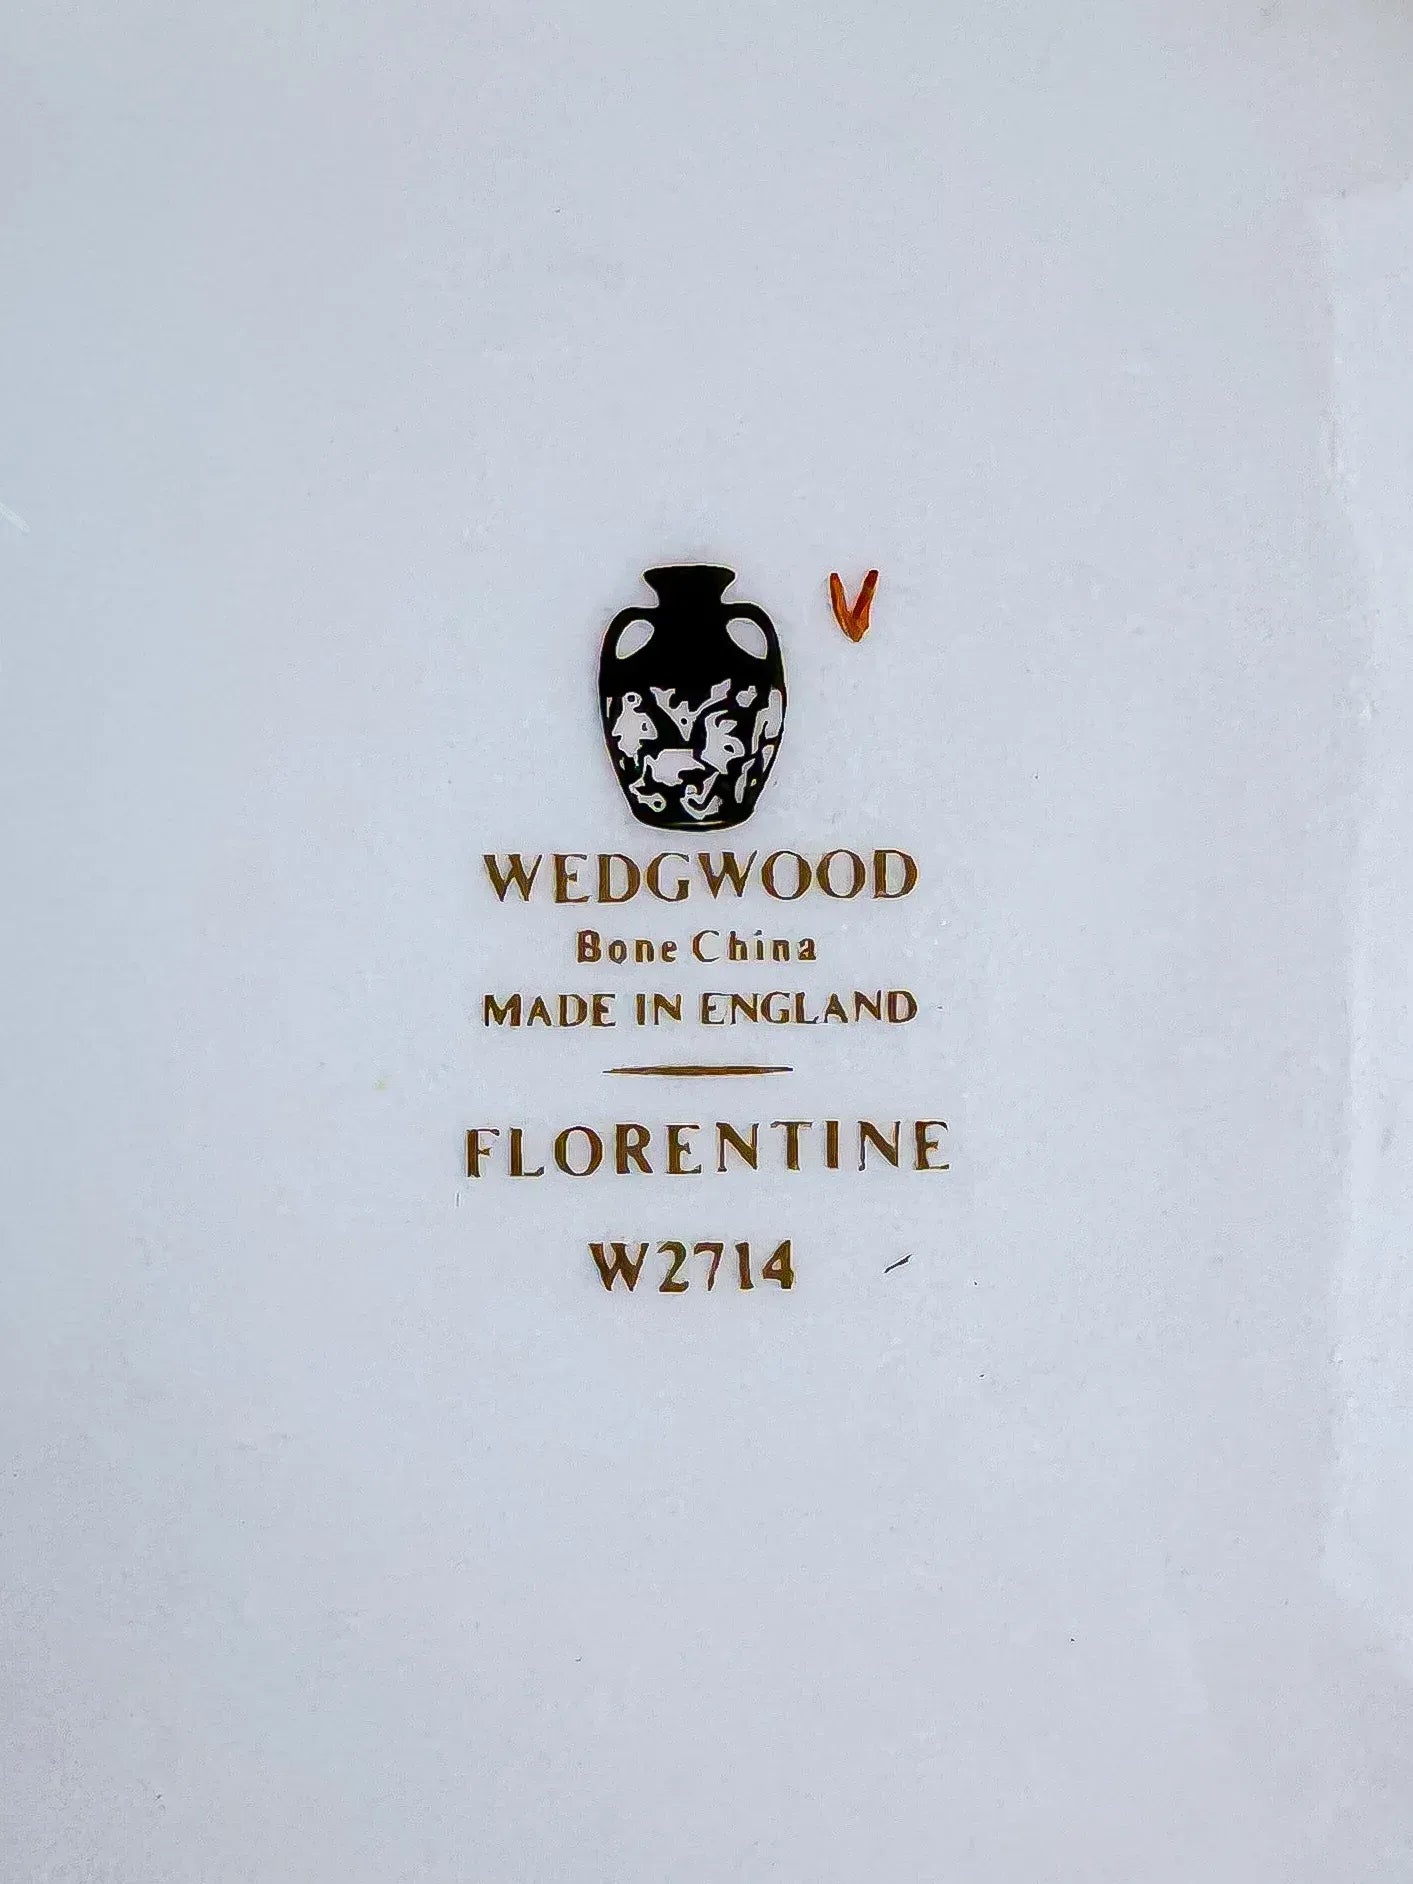 V
WEDGWOOD
Bone China
MADE IN ENGLAND
FLORENTINE
W2714